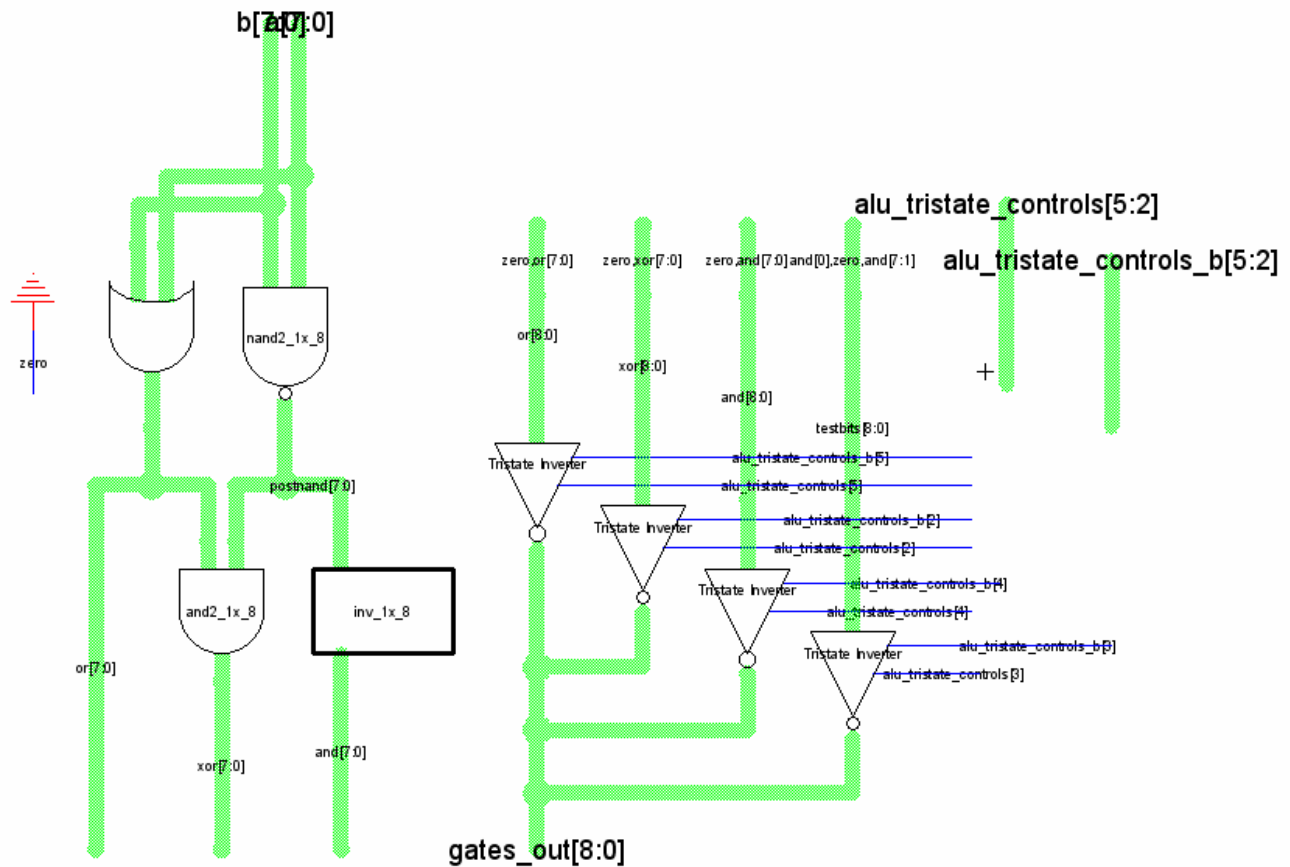 b[7:0]
a[7:0]
alu_tristate_controls[5:2]
zero,or[7:0]
zero,xor[7:0]
zero,and[7:0]
and[0],zero,and[7:1]
alu_tristate_controls_b[5:2]
nand2_1x_8
or[8:0]
zero
xor[8:0]
and[8:0]
testbits[8:0]
Tristate Inverter
alu_tristate_controls_b[5]
postnand[7:0]
alu_tristate_controls[5]
Tristate Inverter
alu_tristate_controls_b[2]
alu_tristate_controls[2]
Tristate Inverter
alu_tristate_controls_b[4]
and2_1x_8
inv_1x_8
alu_tristate_controls[4]
Tristate Inverter
alu_tristate_controls_b[3]
or[7:0]
alu_tristate_controls[3]
and[7:0]
xor[7:0]
gates_out[8:0]